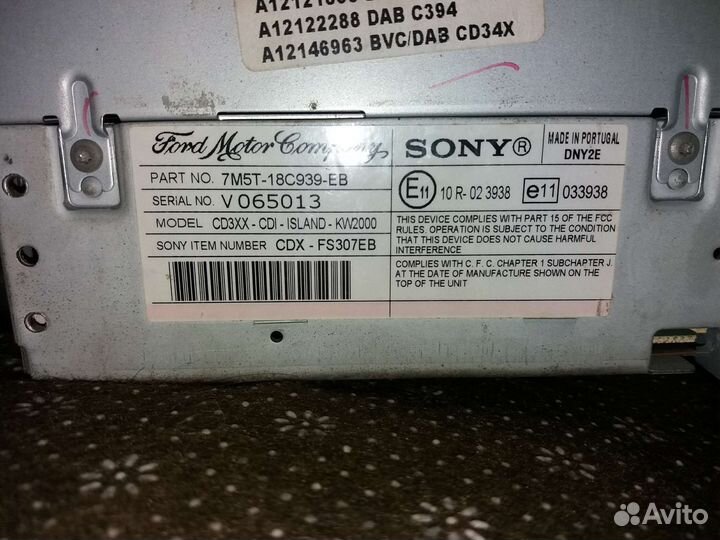 A12122288 DAB C394
A12146963 BVC/DAB CD34X
Ford Motor Company
PART NO. 7M5T-18C939-EB
SERIAL NO. V065013
MODEL CD3XX - CDI - ISLAND - KW2000
SONY ITEM NUMBER CDX - FS307EB
SONY®
MADE IN PORTUGAL
DNY2E
E11 10 R- 02 3938 e11 033938
THIS DEVICE COMPLIES WITH PART 15 OF THE FCC
RULES. OPERATION IS SUBJECT TO THE CONDITION
THAT THIS DEVICE DOES NOT CAUSE HARMFUL
INTERFERENCE
COMPLIES WITH C. F. C. CHAPTER 1 SUBCHAPTER J.
AT THE DATE OF MANUFACTURE SHOWN ON THE
TOP OF THE UNIT
Avito